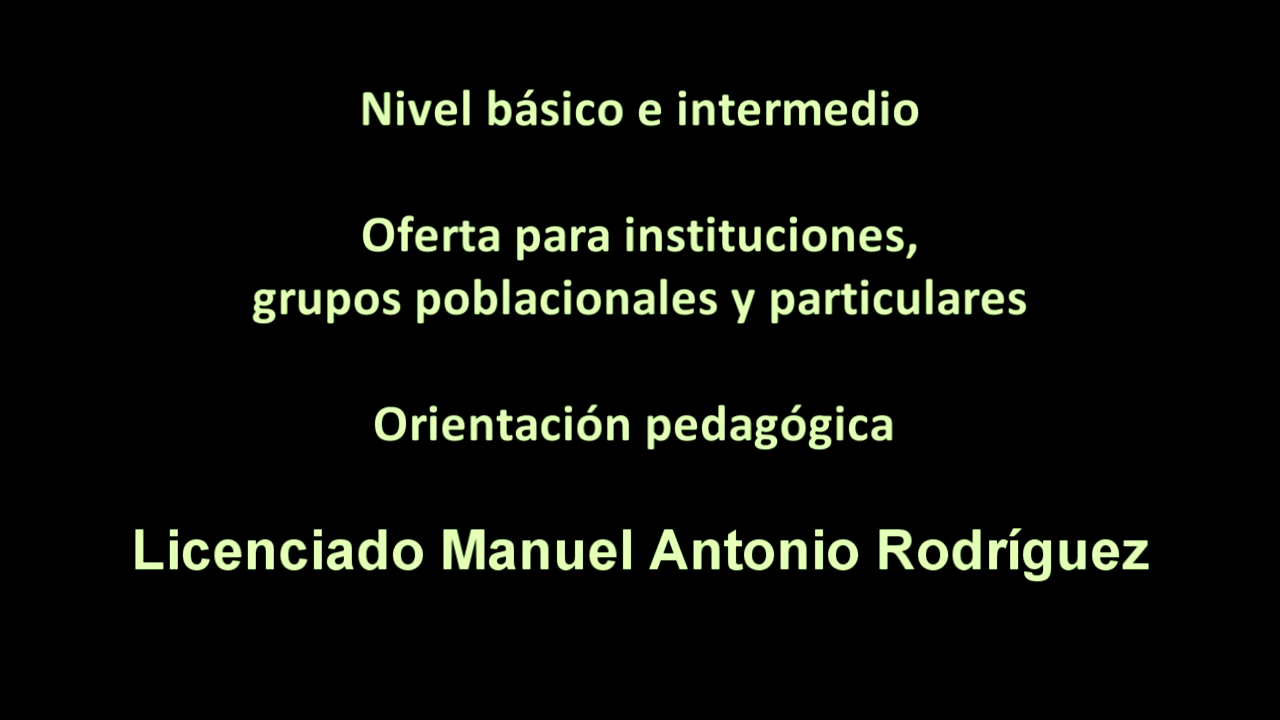 Nivel básico e intermedio
Oferta para instituciones,
grupos poblacionales y particulares
Orientación pedagógica
Licenciado Manuel Antonio Rodríguez